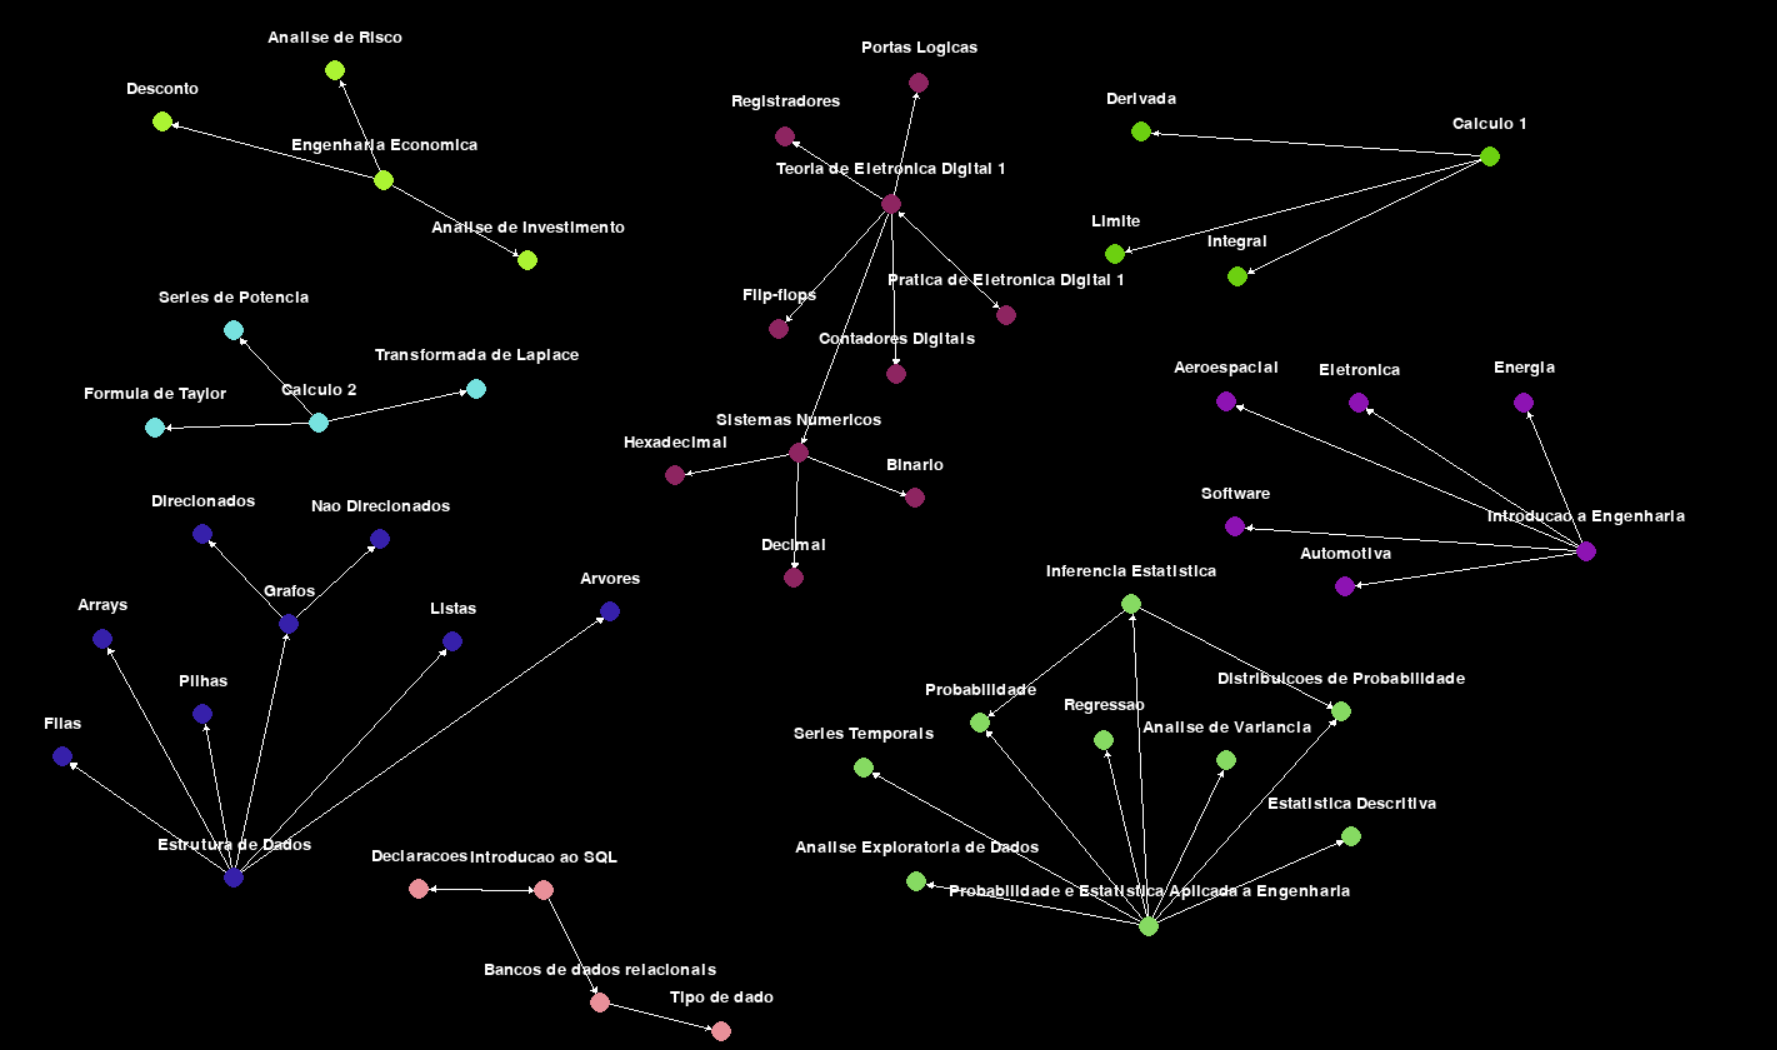 Analise de Risco
Desconto
Engenharia Economica
Analise de Investimento
Series de Potencia
Transformada de Laplace
Formula de Taylor
Calculo 2
Direcionados
Nao Direcionados
Grafos
Arvores
Arrays
Listas
Pilhas
Filas
Estrutura de Dados
Declaracoes
Introducao ao SQL
Bancos de dados relacionais
Tipo de dado
Portas Logicas
Registradores
Teoria de Eletronica Digital 1
Pratica de Eletronica Digital 1
Flip-flops
Contadores Digitais
Sistemas Numericos
Hexadecimal
Binario
Decimal
Derivada
Calculo 1
Limite
Integral
Aeroespacial
Eletronica
Energia
Software
Introducao a Engenharia
Automotiva
Inferencia Estatistica
Distribuicoes de Probabilidade
Probabilidade
Regressao
Analise de Variancia
Series Temporais
Estatistica Descritiva
Analise Exploratoria de Dados
Probabilidade e Estatistica Aplicada a Engenharia